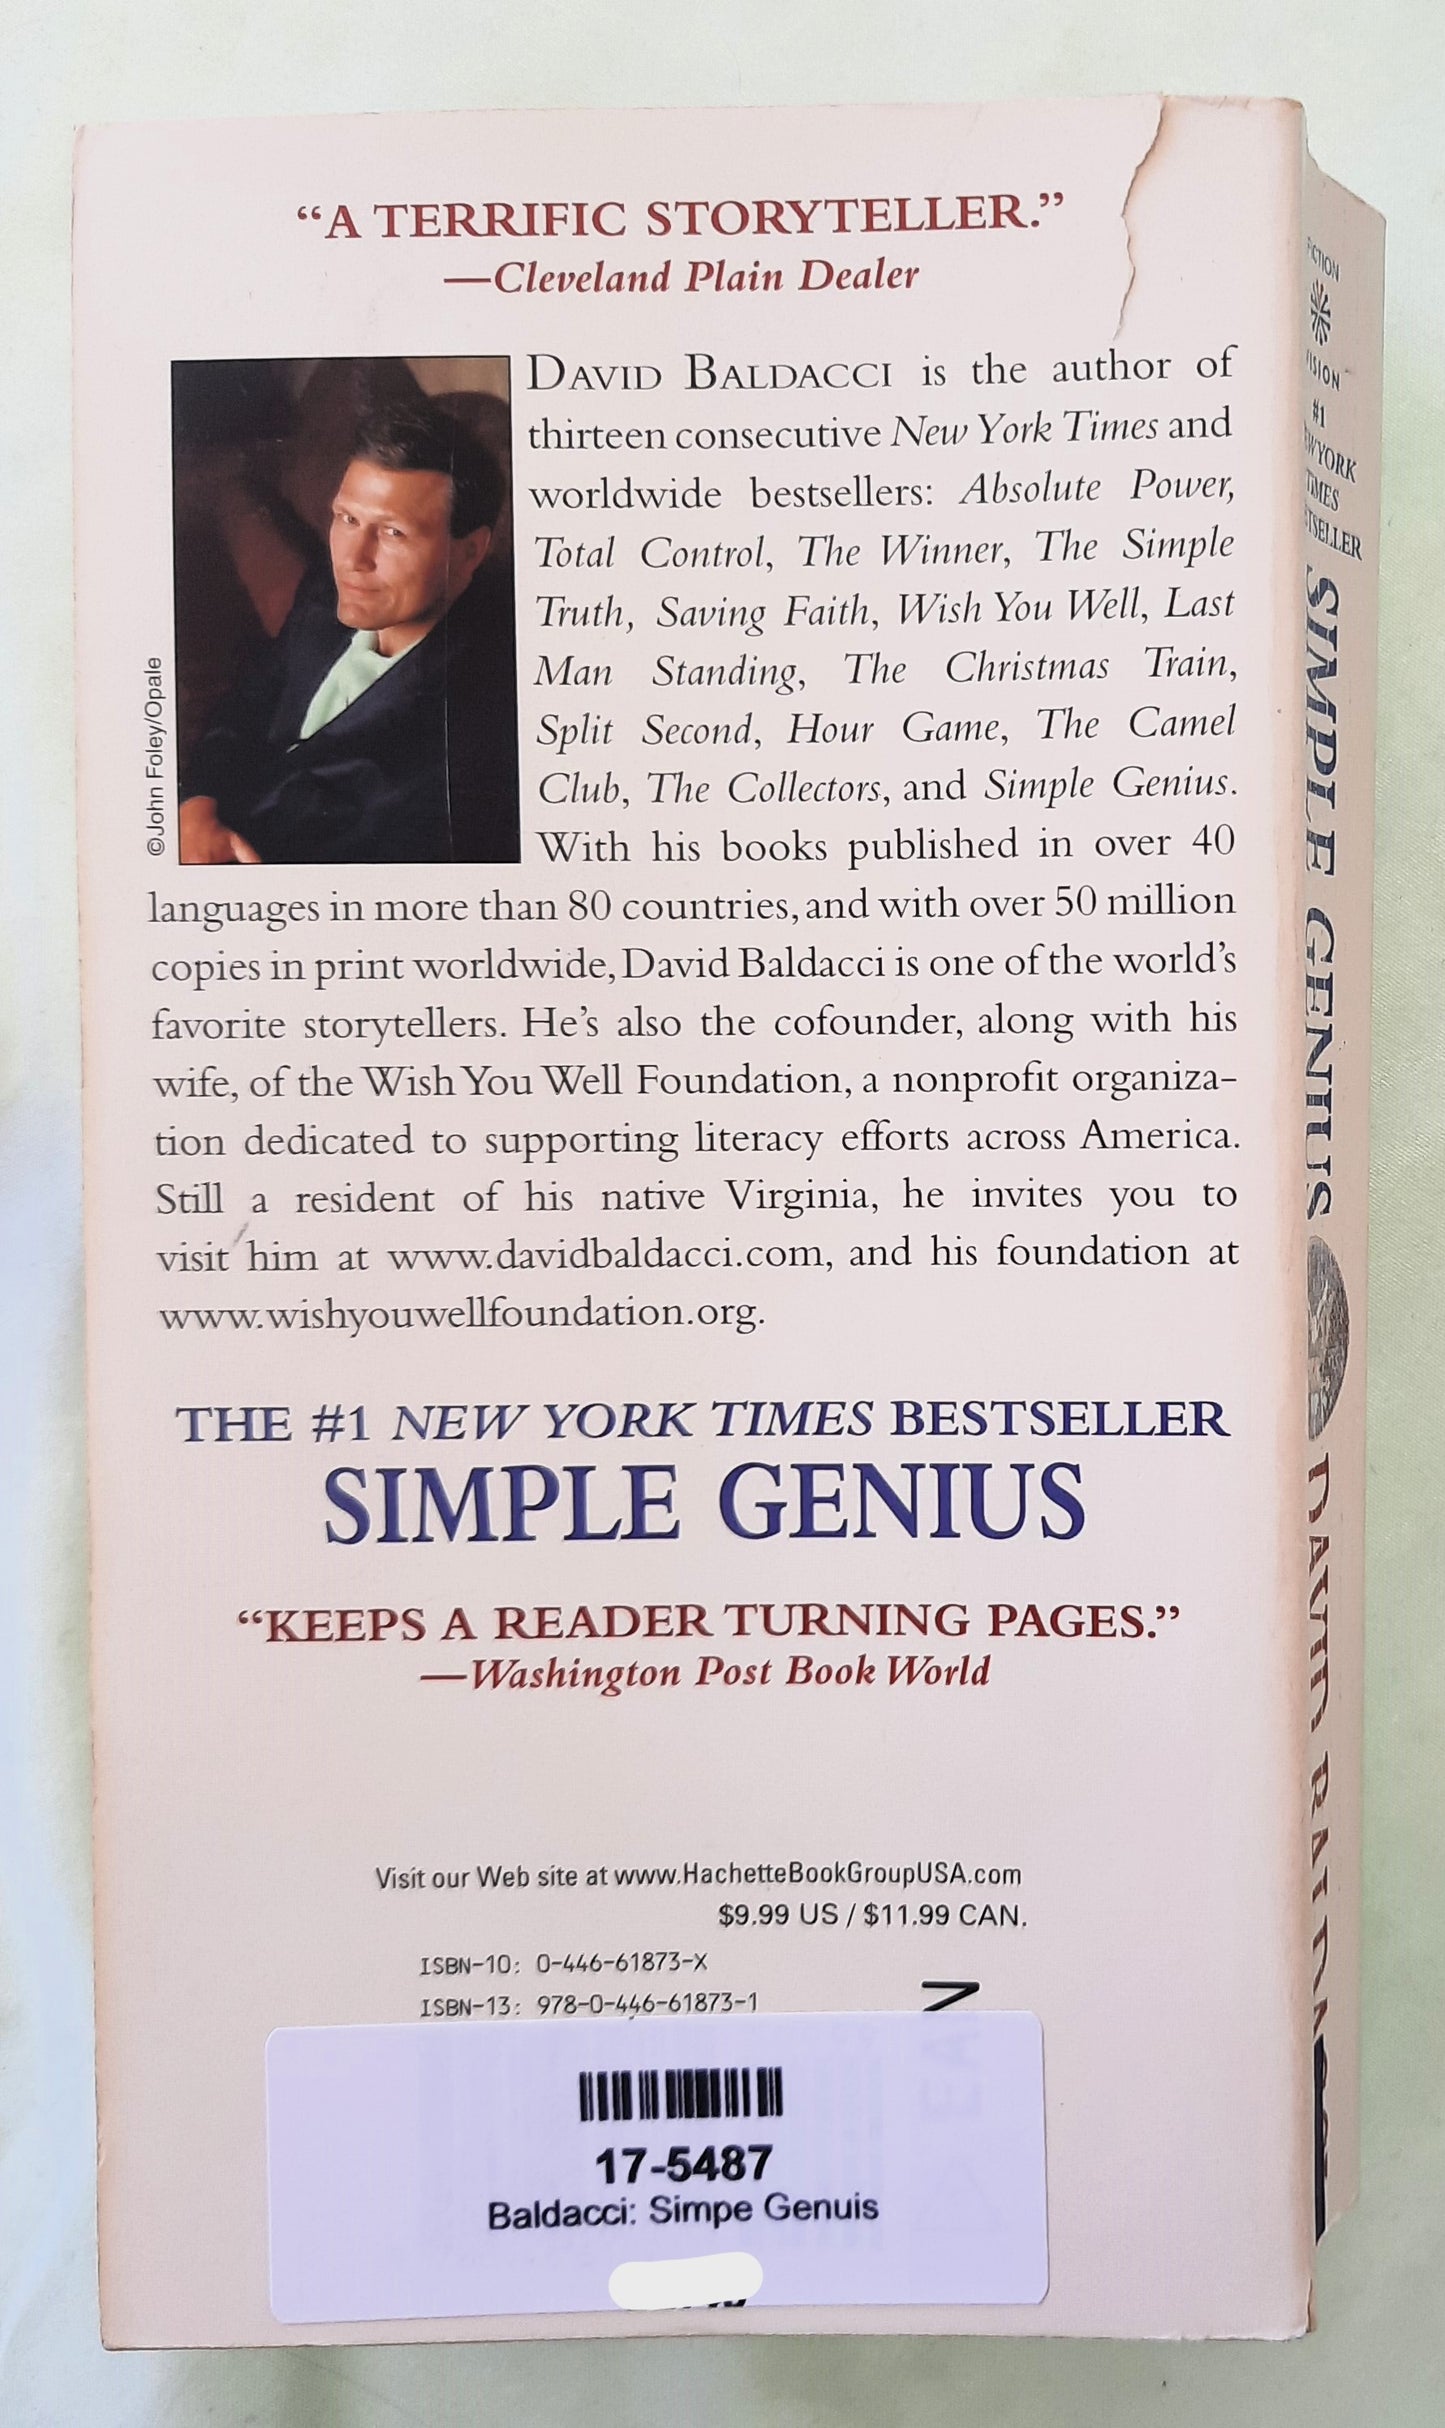 “A TERRIFIC STORYTELLER.”
—Cleveland Plain Dealer
©John Foley/Opale
DAVID BALDACCI is the author of
thirteen consecutive New York Times and
worldwide bestsellers: Absolute Power,
Total Control, The Winner, The Simple
Truth, Saving Faith, Wish You Well, Last
Man Standing, The Christmas Train,
Split Second, Hour Game, The Camel
Club, The Collectors, and Simple Genius.
With his books published in over 40
languages in more than 80 countries, and with over 50 million
copies in print worldwide, David Baldacci is one of the world’s
favorite storytellers. He’s also the cofounder, along with his
wife, of the Wish You Well Foundation, a nonprofit organiza-
tion dedicated to supporting literacy efforts across America.
Still a resident of his native Virginia, he invites you to
visit him at www.davidbaldacci.com, and his foundation at
www.wishyouwellfoundation.org.
THE #1 NEW YORK TIMES BESTSELLER
SIMPLE GENIUS
“KEEPS A READER TURNING PAGES.”
—Washington Post Book World
Visit our Web site at www.HachetteBookGroupUSA.com
$9.99 US / $11.99 CAN.
ISBN-10: 0-446-61873-X
ISBN-13: 978-0-446-61873-1
17-5487
Baldacci: Simpe Genuis
FICTION
VISION
#1
NEW YORK
TIMES
BESTSELLER
SIMPLE GENIUS
DAVID BALDACCI